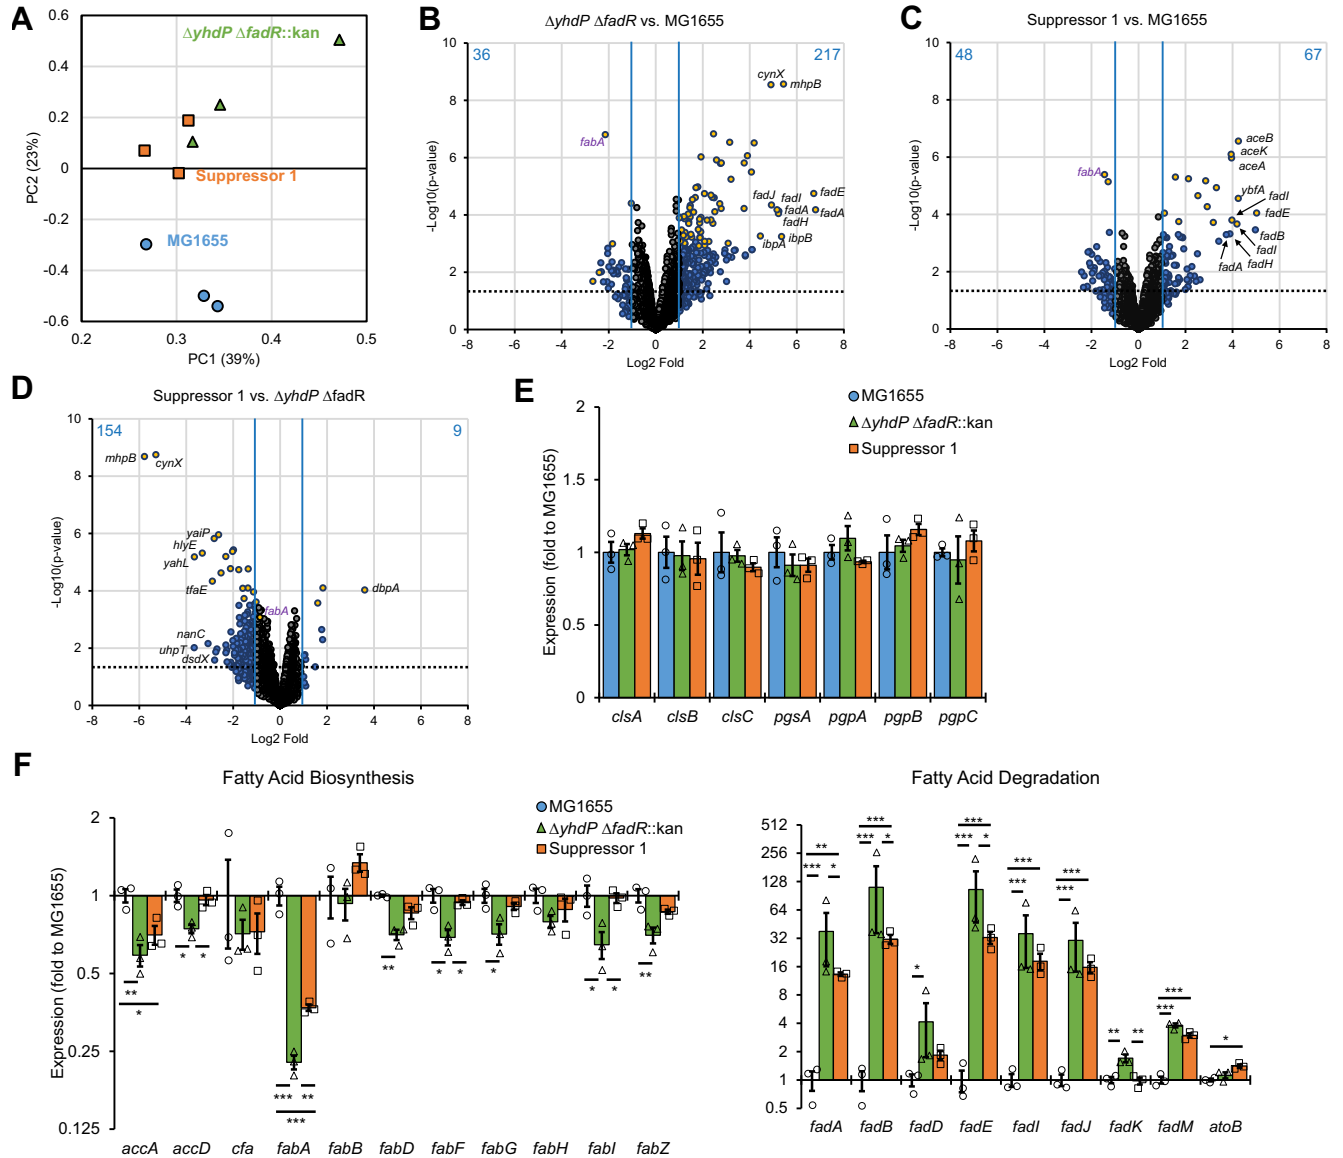 A
0.6
0.4
0.2
0
-0.2
-0.4
-0.6
PC2 (23%)
ΔyhdP ΔfadR::kan
Suppressor 1
MG1655
0.2 0.3 0.4 0.5
PC1 (39%)
B
ΔyhdP ΔfadR vs. MG1655
10
8
6
4
2
0
-Log10(p-value)
36 217
cynX mhpB
fabA
fadJ fadI fadE
fadA fadA
fadH
ibpA ibpB
-8 -6 -4 -2 0 2 4 6 8
Log2 Fold
C
Suppressor 1 vs. MG1655
10
8
6
4
2
0
-Log10(p-value)
48 67
aceB
aceK
aceA
fabA
ybfA fadI
fadE
fadB
fadI
fadA fadH
-8 -6 -4 -2 0 2 4 6 8
Log2 Fold
D
Suppressor 1 vs. ΔyhdP ΔfadR
10
8
6
4
2
0
-Log10(p-value)
154 9
mhpB cynX
yaiP
hlyE
yahL
tfaE
fabA
dbpA
nanC
uhpT
dsdX
-8 -6 -4 -2 0 2 4 6 8
Log2 Fold
E
MG1655
ΔyhdP ΔfadR::kan
Suppressor 1
2
1.5
1
0.5
0
Expression (fold to MG1655)
clsA clsB clsC pgsA pgpA pgpB pgpC
F
Fatty Acid Biosynthesis
MG1655
ΔyhdP ΔfadR::kan
Suppressor 1
2
1
0.5
0.25
0.125
Expression (fold to MG1655)
** *
* *
*** ** ***
**
* *
*
* *
**
accA accD cfa fabA fabB fabD fabF fabG fabH fabI fabZ
Fatty Acid Degradation
512
256
128
64
32
16
8
4
2
1
0.5
** *** *
*** *** *
*
*** *** *
*** ***
*** ***
** **
*** ***
*
fadA fadB fadD fadE fadI fadJ fadK fadM atoB